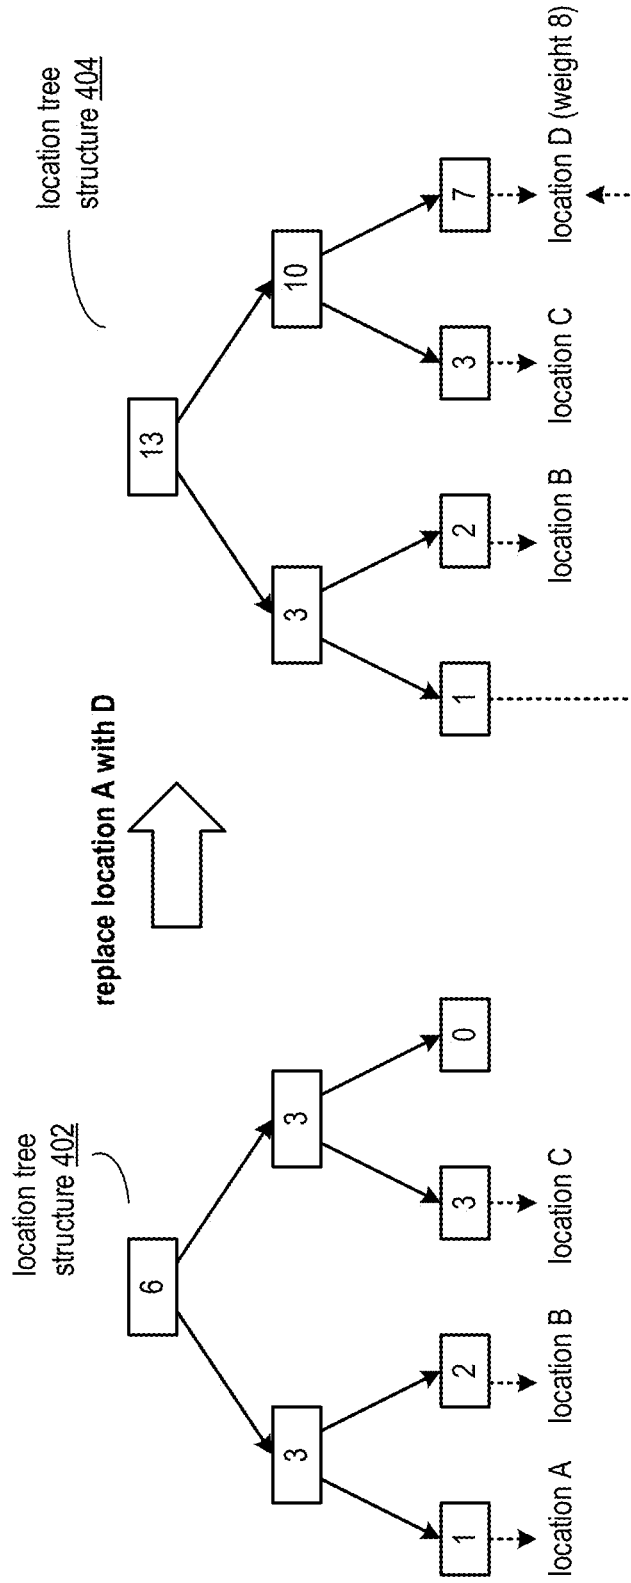 location tree
structure 402
6
3
3
1
2
3
0
location A
location B
location C
replace location A with D
location tree
structure 404
13
3
10
1
2
3
7
location B
location C
location D (weight 8)